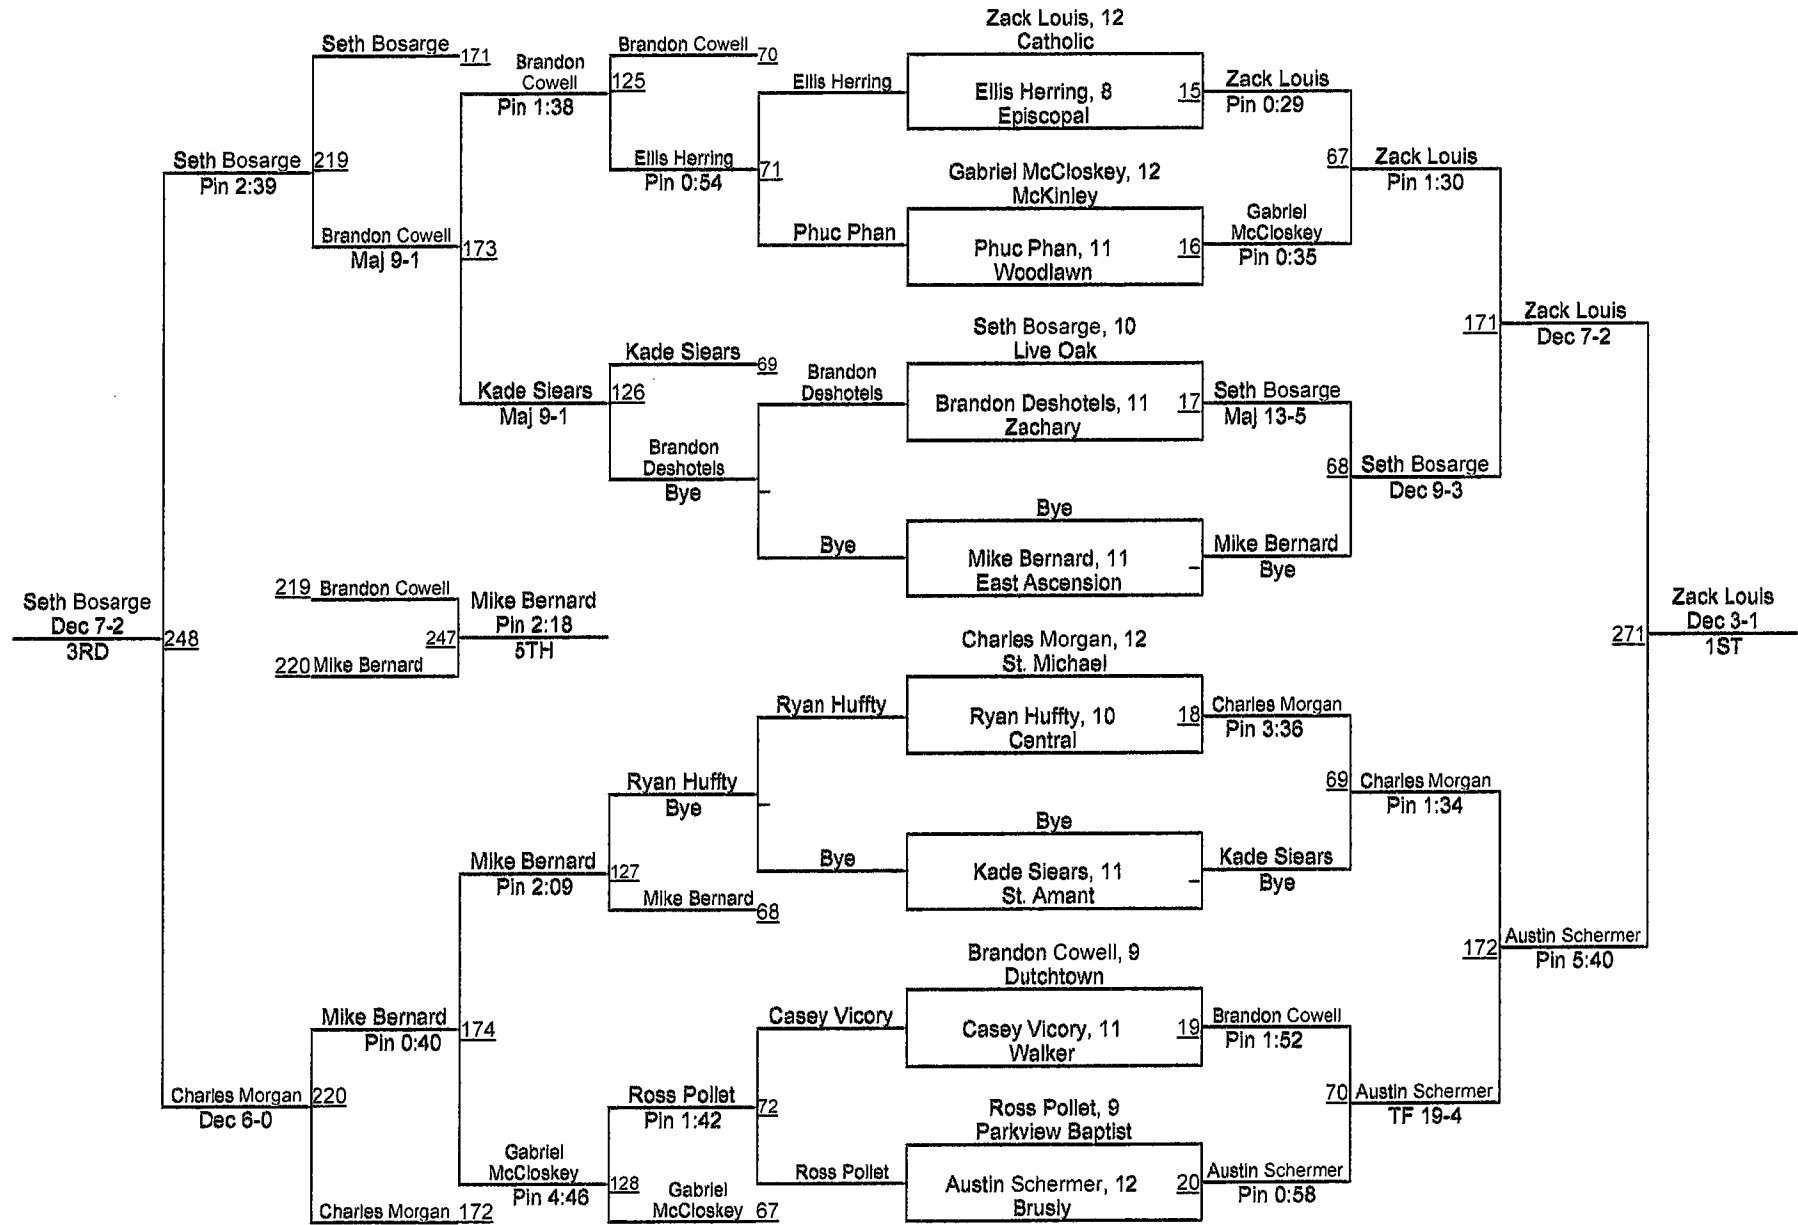 Zack Louis, 12
Catholic
Seth Bosarge
171
Brandon
Cowell
Pin 1:38
Brandon Cowell
70
125
Ellis Herring
Ellis Herring, 8
Episcopal
15
Zack Louis
Pin 0:29
Seth Bosarge
Pin 2:39
219
Ellis Herring
Pin 0:54
71
Gabriel McCloskey, 12
McKinley
67
Zack Louis
Pin 1:30
Brandon Cowell
Maj 9-1
173
Phuc Phan
Phuc Phan, 11
Woodlawn
16
Gabriel
McCloskey
Pin 0:35
Seth Bosarge, 10
Live Oak
171
Zack Louis
Dec 7-2
Kade Siears
69
Kade Siears
Maj 9-1
126
Brandon
Deshotels
Brandon Deshotels, 11
Zachary
17
Seth Bosarge
Maj 13-5
Brandon
Deshotels
Bye
68
Seth Bosarge
Dec 9-3
Bye
Bye
Mike Bernard, 11
East Ascension
Mike Bernard
Bye
Seth Bosarge
Dec 7-2
3RD
248
219 Brandon Cowell
220 Mike Bernard
247
Mike Bernard
Pin 2:18
5TH
271
Zack Louis
Dec 3-1
1ST
Charles Morgan, 12
St. Michael
Ryan Huffty
Ryan Huffty, 10
Central
18
Charles Morgan
Pin 3:36
Ryan Huffty
Bye
69
Charles Morgan
Pin 1:34
Mike Bernard
Pin 2:09
127
Mike Bernard
68
Bye
Bye
Kade Siears, 11
St. Amant
Kade Siears
Bye
172
Austin Schermer
Pin 5:40
Brandon Cowell, 9
Dutchtown
Mike Bernard
Pin 0:40
174
Casey Vicory
Casey Vicory, 11
Walker
19
Brandon Cowell
Pin 1:52
Charles Morgan
Dec 6-0
220
Ross Pollet
Pin 1:42
72
Ross Pollet, 9
Parkview Baptist
70
Austin Schermer
TF 19-4
Gabriel
McCloskey
Pin 4:46
128
Ross Pollet
Austin Schermer, 12
Brusly
20
Austin Schermer
Pin 0:58
Charles Morgan 172
Gabriel
McCloskey 67